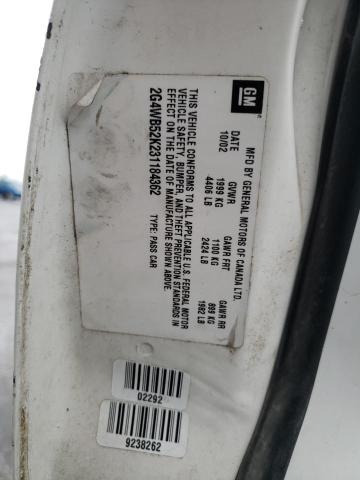 GM
MFD BY GENERAL MOTORS OF CANADA LTD.
DATE GVWR GAWR FRT GAWR RR
10/02 1999 KG 1100 KG 899 KG
4406 LB 2424 LB 1982 LB
THIS VEHICLE CONFORMS TO ALL APPLICABLE U.S. FEDERAL MOTOR
VEHICLE SAFETY, BUMPER, AND THEFT PREVENTION STANDARDS IN
EFFECT ON THE DATE OF MANUFACTURE SHOWN ABOVE.
2G4WB52K231184362 TYPE: PASS CAR
02292
9238262